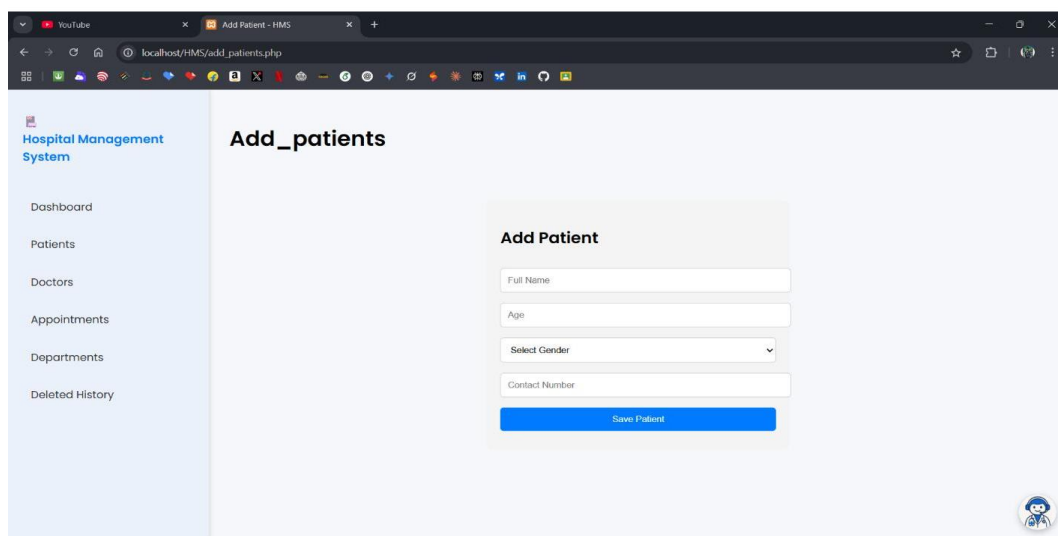 YouTube
Add Patient - HMS
localhost/HMS/add_patients.php
Hospital Management
System
Add_patients
Dashboard
Patients
Doctors
Appointments
Departments
Deleted History
Add Patient
Full Name
Age
Select Gender
Contact Number
Save Patient